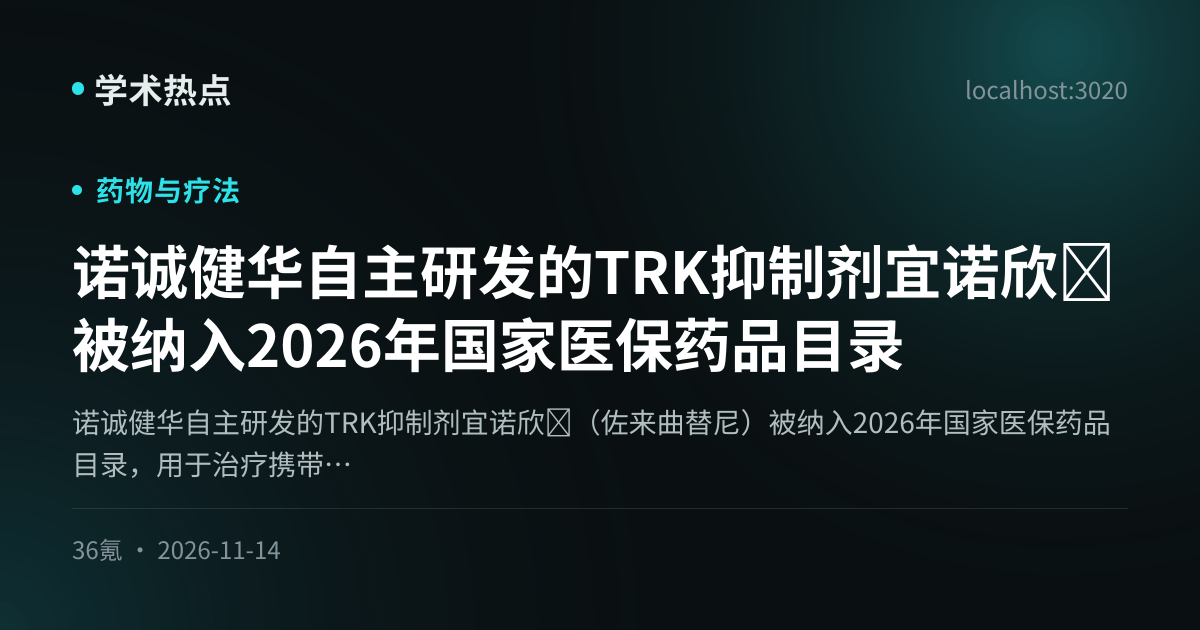 学术热点
localhost:3020
药物与疗法
诺诚健华自主研发的TRK抑制剂宜诺欣
被纳入2026年国家医保药品目录
诺诚健华自主研发的TRK抑制剂宜诺欣（佐来曲替尼）被纳入2026年国家医保药品
目录，用于治疗携带…
36氪 · 2026-11-14